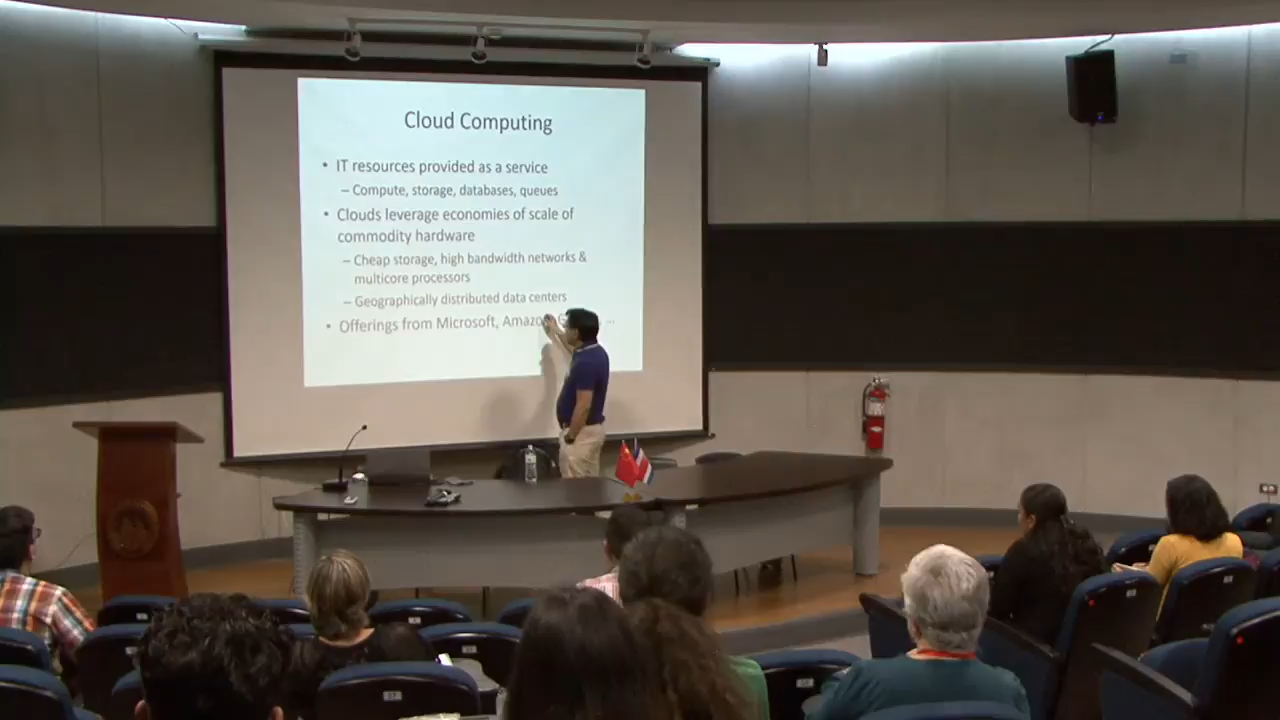 Cloud Computing
• IT resources provided as a service
– Compute, storage, databases, queues
• Clouds leverage economies of scale of
commodity hardware
– Cheap storage, high bandwidth networks &
multicore processors
– Geographically distributed data centers
• Offerings from Microsoft, Amazon, ...